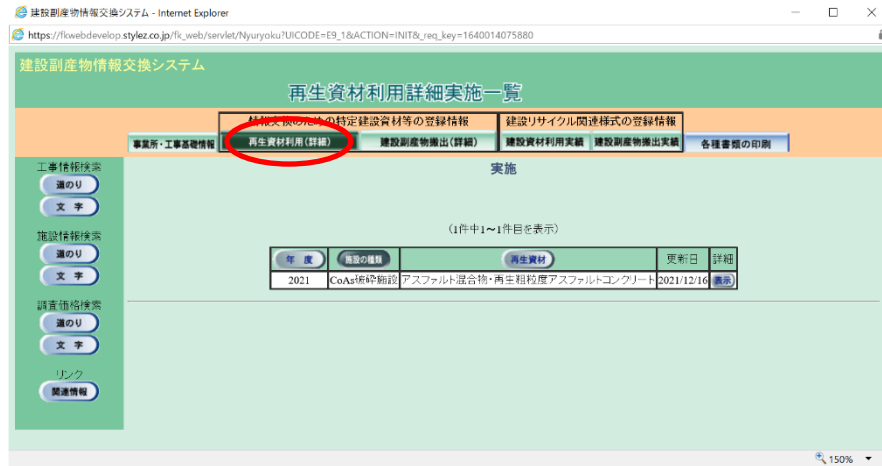 建設副産物情報交換システム - Internet Explorer
https://fkwebdevelop.stylez.co.jp/fk_web/servlet/Nyuryoku?UICODE=E9_1&ACTION=INIT&_req_key=1640014075880
建設副産物情報交換システム
再生資材利用詳細実施一覧
情報交換のための特定建設資材等の登録情報 建設リサイクル関連様式の登録情報
事業所・工事基礎情報 再生資材利用(詳細) 建設副産物搬出(詳細) 建設資材利用実績 建設副産物搬出実績 各種書類の印刷
工事情報検索
道のり
文 字
施設情報検索
道のり
文 字
調査価格検索
道のり
文 字
リンク
関連情報
実施
(1件中1〜1件目を表示)
年 度 施設の種類 再生資材 更新日 詳細
2021 CoAs破砕施設 アスファルト混合物・再生粗粒度アスファルトコンクリート 2021/12/16 表示
150%